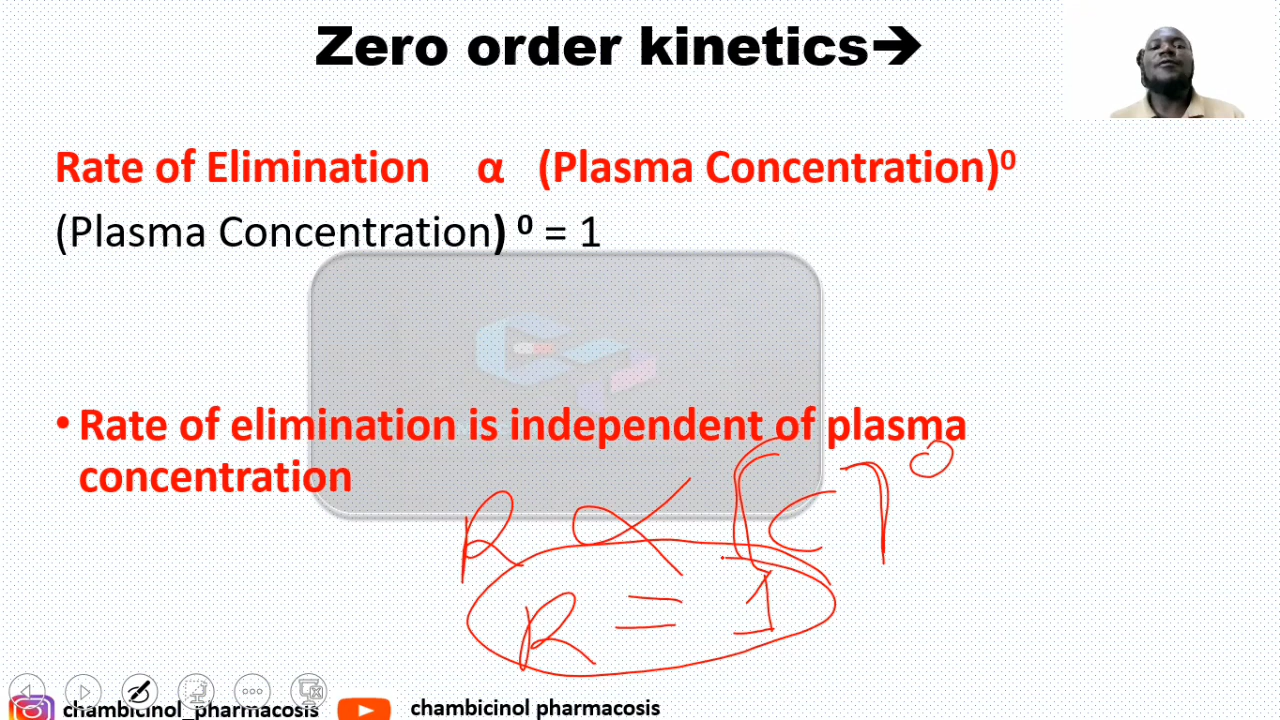 Zero order kinetics→
Rate of Elimination α (Plasma Concentration)⁰
(Plasma Concentration) ⁰ = 1
• Rate of elimination is independent of plasma
concentration
R ∝ [C]⁰
R = 1
chambicinol_pharmacosis
chambicinol pharmacosis